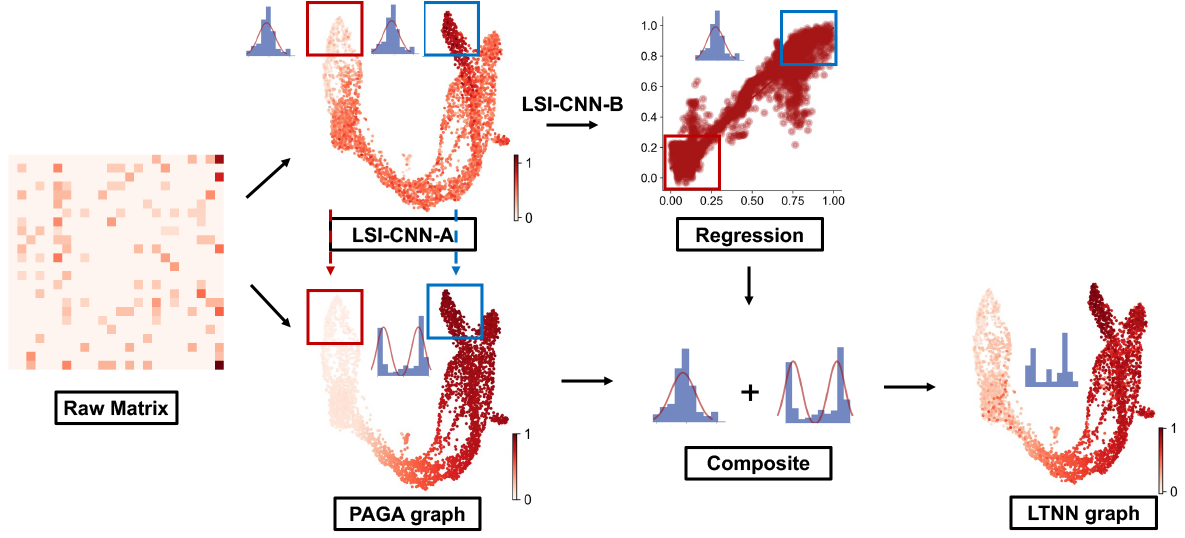 LSI-CNN-B
1.0
0.8
0.6
0.4
0.2
0.0
0.00
0.25
0.50
0.75
1.00
1
0
LSI-CNN-A
Regression
Raw Matrix
1
0
PAGA graph
+
Composite
1
0
LTNN graph